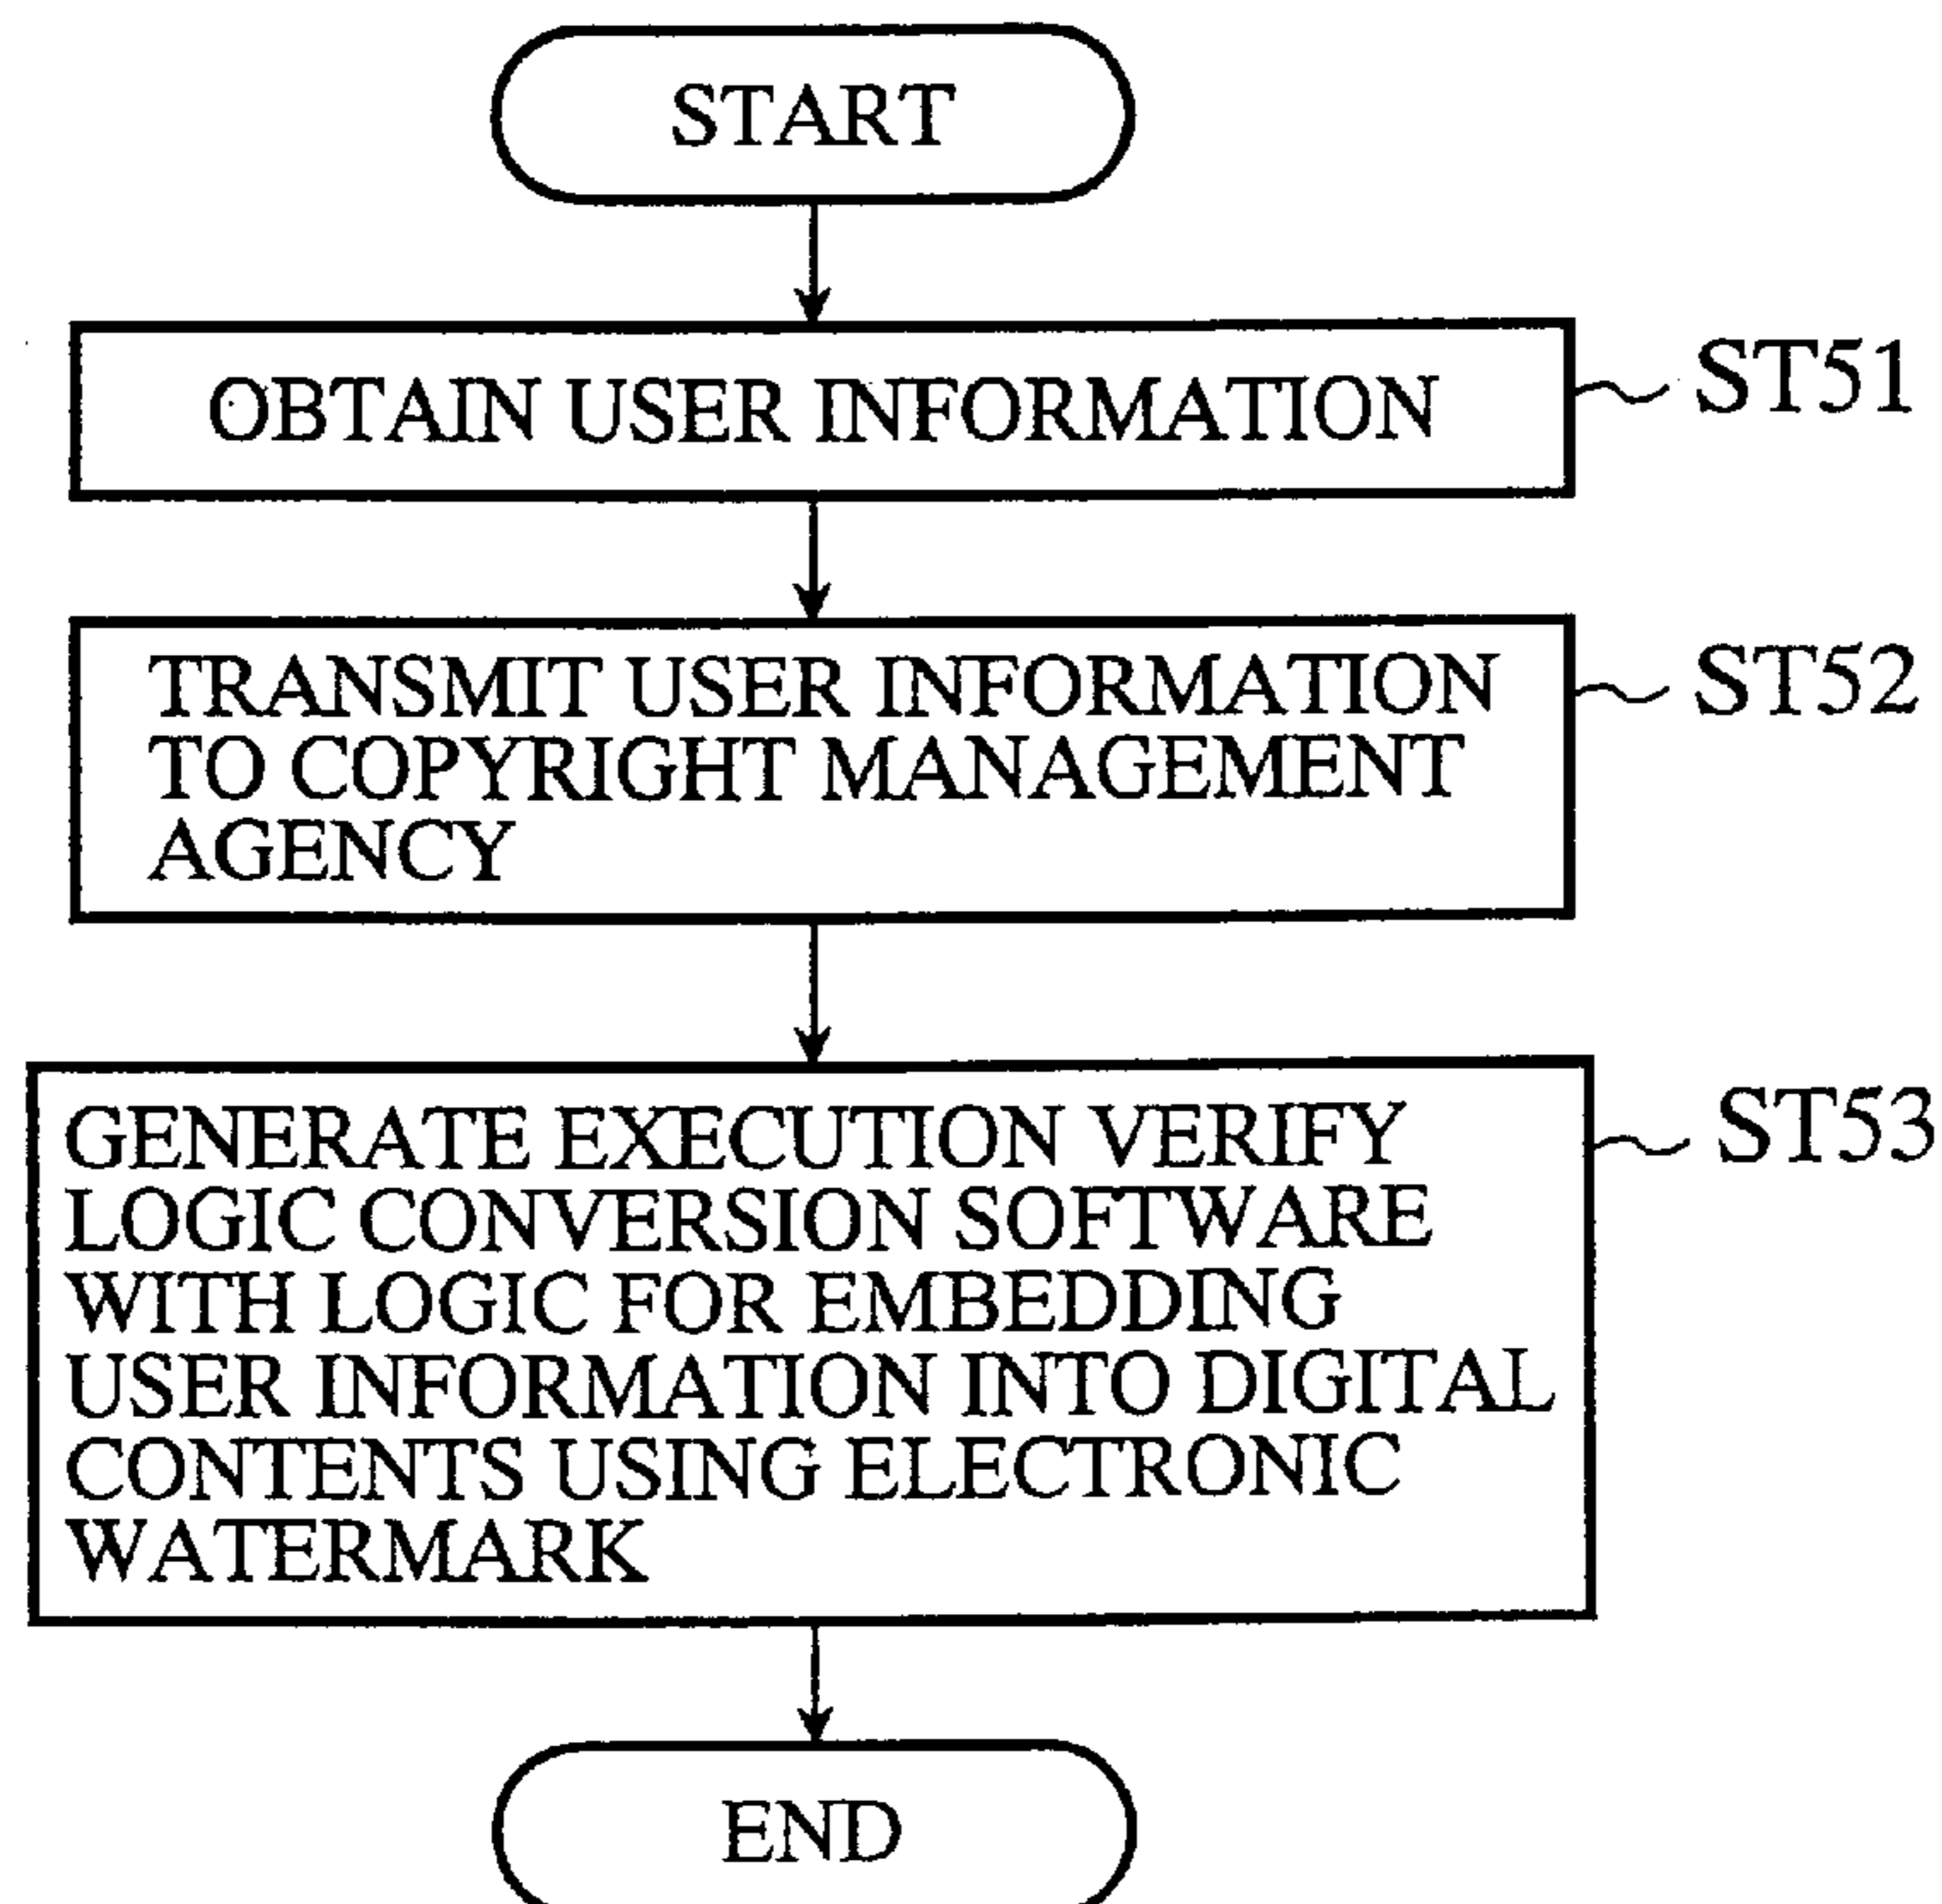 START
OBTAIN USER INFORMATION
ST51
TRANSMIT USER INFORMATION
TO COPYRIGHT MANAGEMENT
AGENCY
ST52
GENERATE EXECUTION VERIFY
LOGIC CONVERSION SOFTWARE
WITH LOGIC FOR EMBEDDING
USER INFORMATION INTO DIGITAL
CONTENTS USING ELECTRONIC
WATERMARK
ST53
END